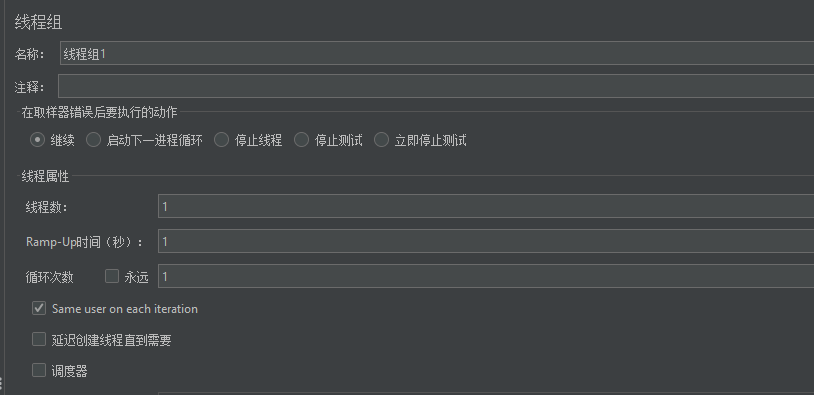 线程组
名称： 线程组1
注释：
在取样器错误后要执行的动作
继续 启动下一进程循环 停止线程 停止测试 立即停止测试
线程属性
线程数： 1
Ramp-Up时间（秒）： 1
循环次数 永远 1
Same user on each iteration
延迟创建线程直到需要
调度器